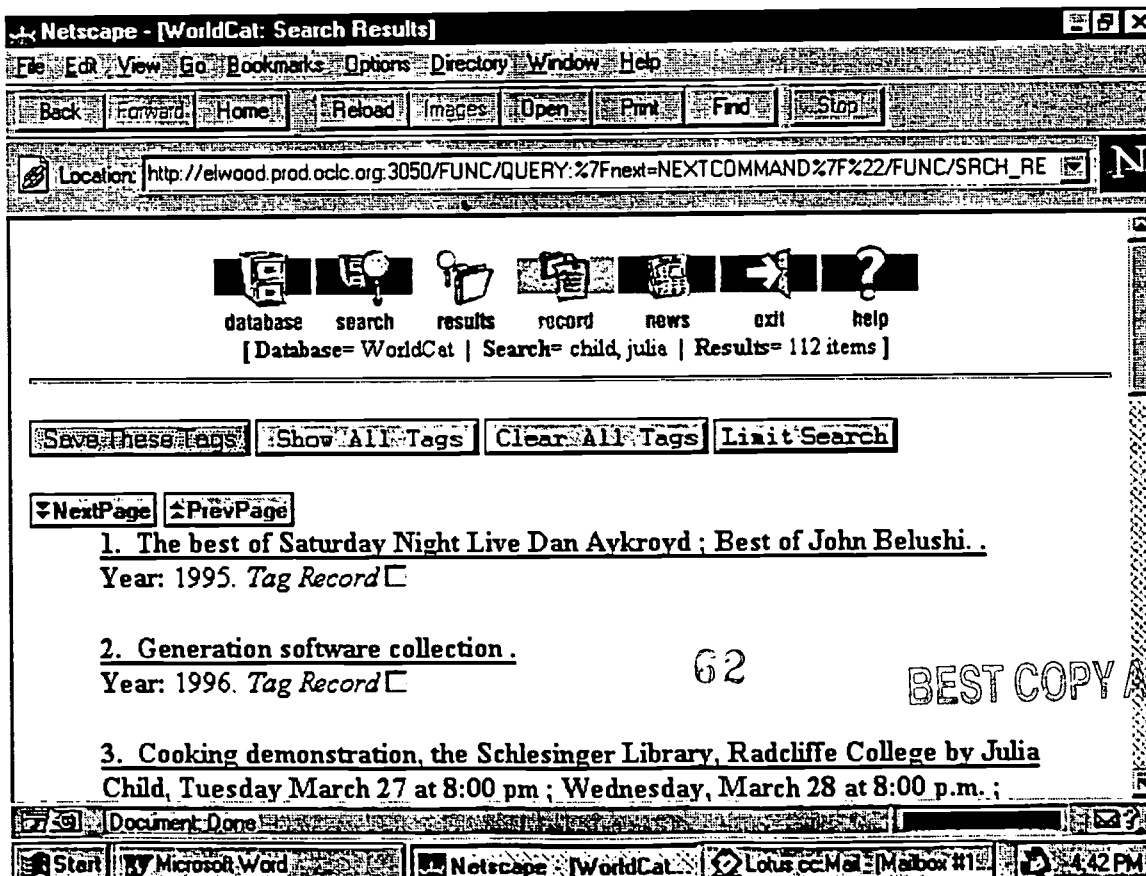 Netscape - [WorldCat: Search Results]
File Edit View Go Bookmarks Options Directory Window Help
Back Forward Home Reload Images Open Print Find Stop
Location: http://elwood.prod.oclc.org:3050/FUNC/QUERY:%7Fnext=NEXTCOMMAND%7F%22/FUNC/SRCH_RE N
database search results record news exit help
[ Database= WorldCat | Search= child, julia | Results= 112 items ]
Save These Tags Show All Tags Clear All Tags Limit Search
NextPage PrevPage
1. The best of Saturday Night Live Dan Aykroyd ; Best of John Belushi. .
Year: 1995. Tag Record
2. Generation software collection .
Year: 1996. Tag Record
62
BEST COPY A
3. Cooking demonstration, the Schlesinger Library, Radcliffe College by Julia
Child, Tuesday March 27 at 8:00 pm ; Wednesday, March 28 at 8:00 p.m. ;
Document: Done
Start Microsoft Word Netscape - [WorldCat... Lotus cc:Mail - [Mailbox #1... 4:42 PM